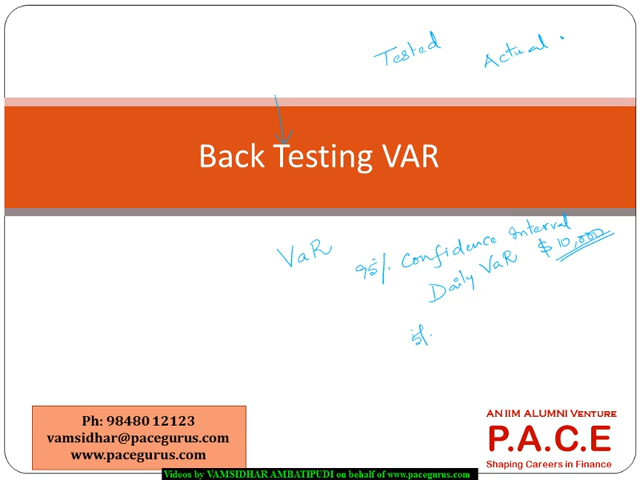 Tested Actual
Back Testing VAR
VaR 95% Confidence Interval
Daily VaR $10,000
5%
Ph: 98480 12123
vamsidhar@pacegurus.com
www.pacegurus.com
AN IIM ALUMNI VENTURE
P.A.C.E
Shaping Careers in Finance
Videos by VAMSIDHAR AMBATIPUDI on behalf of www.pacegurus.com